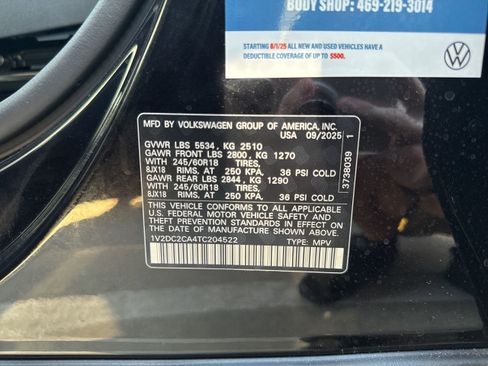 BODY SHOP: 469-219-3014
STARTING 8/1/25 ALL NEW AND USED VEHICLES HAVE A
DEDUCTIBLE COVERAGE OF UP TO $500.
MFD BY VOLKSWAGEN GROUP OF AMERICA, INC.
USA 09/2025
GVWR LBS 5534, KG 2510
GAWR FRONT LBS 2800, KG 1270
WITH 245/60R18 TIRES,
8JX18 RIMS, AT 250 KPA, 36 PSI COLD
GAWR REAR LBS 2844, KG 1290
WITH 245/60R18 TIRES,
8JX18 RIMS, AT 250 KPA, 36 PSI COLD
THIS VEHICLE CONFORMS TO ALL APPLICABLE
U.S. FEDERAL MOTOR VEHICLE SAFETY, BUMPER, AND
THEFT PREVENTION STANDARDS IN EFFECT ON
THE DATE OF MANUFACTURE SHOWN ABOVE.
1V2DC2CA4TC204522 TYPE: MPV
3738039 1